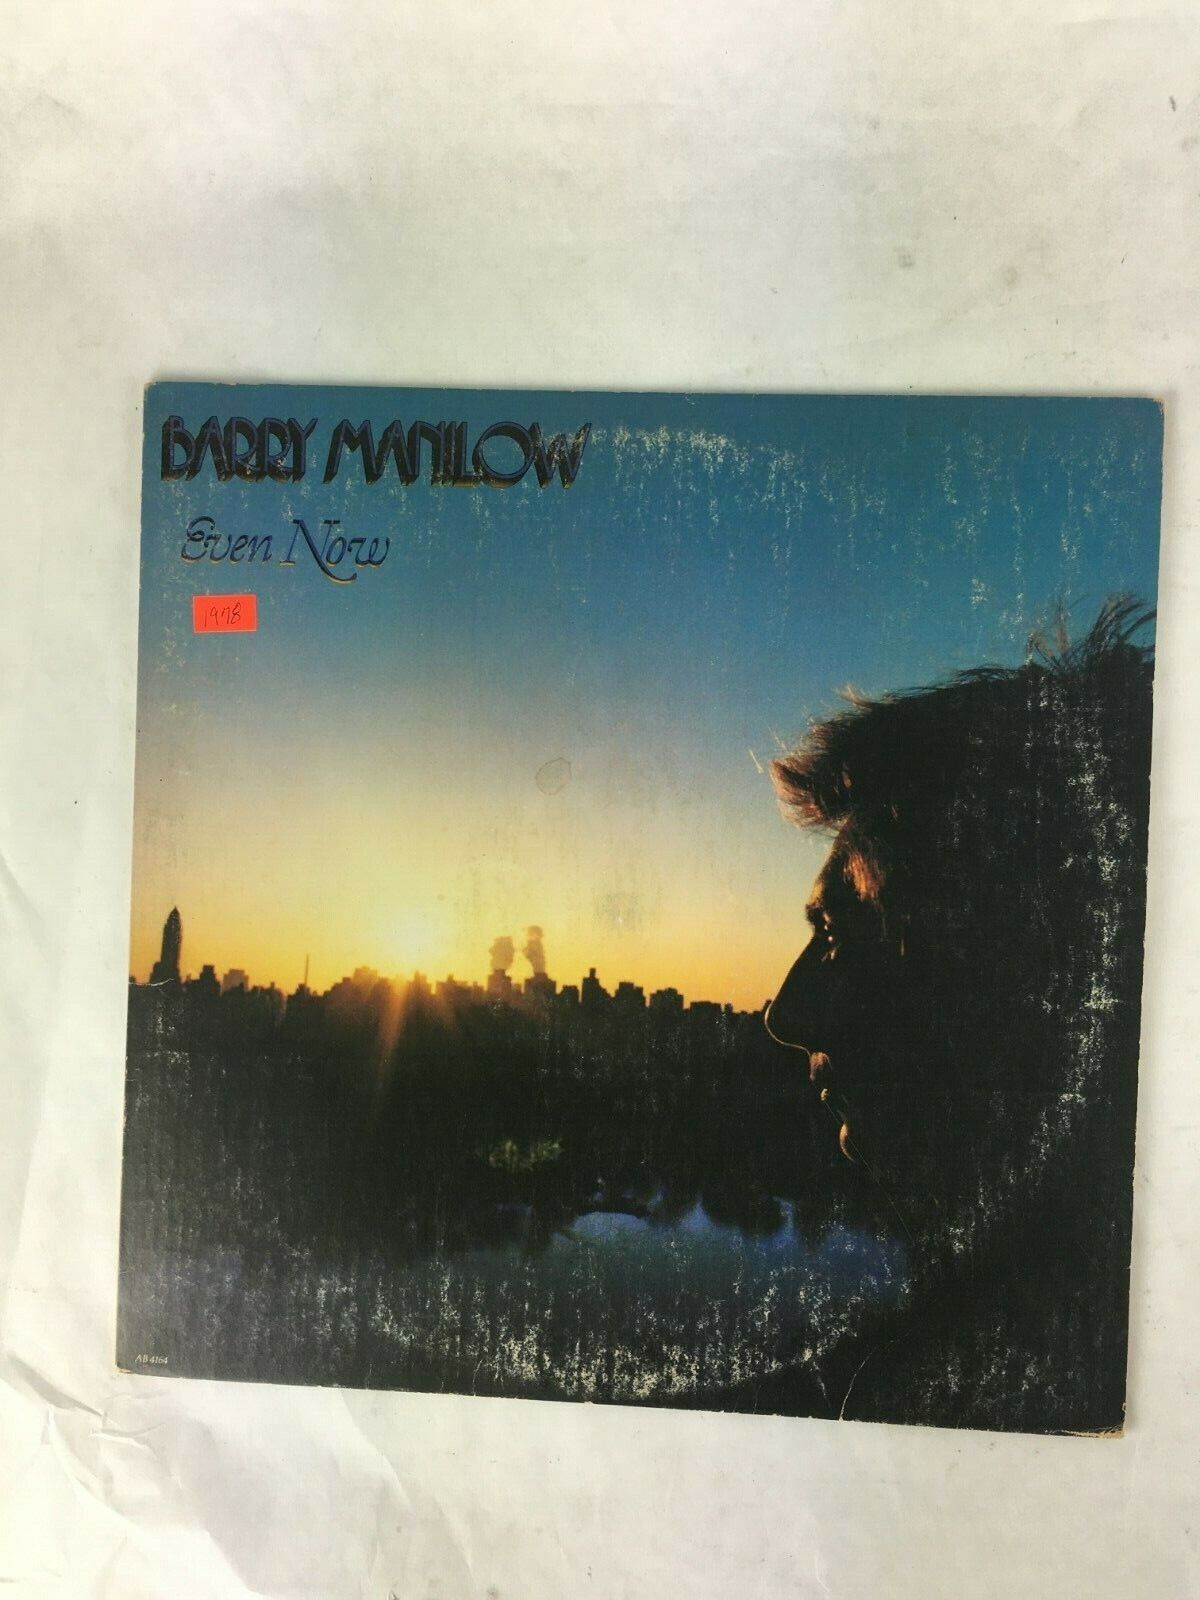 BARRY MANILOW
Even Now
1978
AB 4164